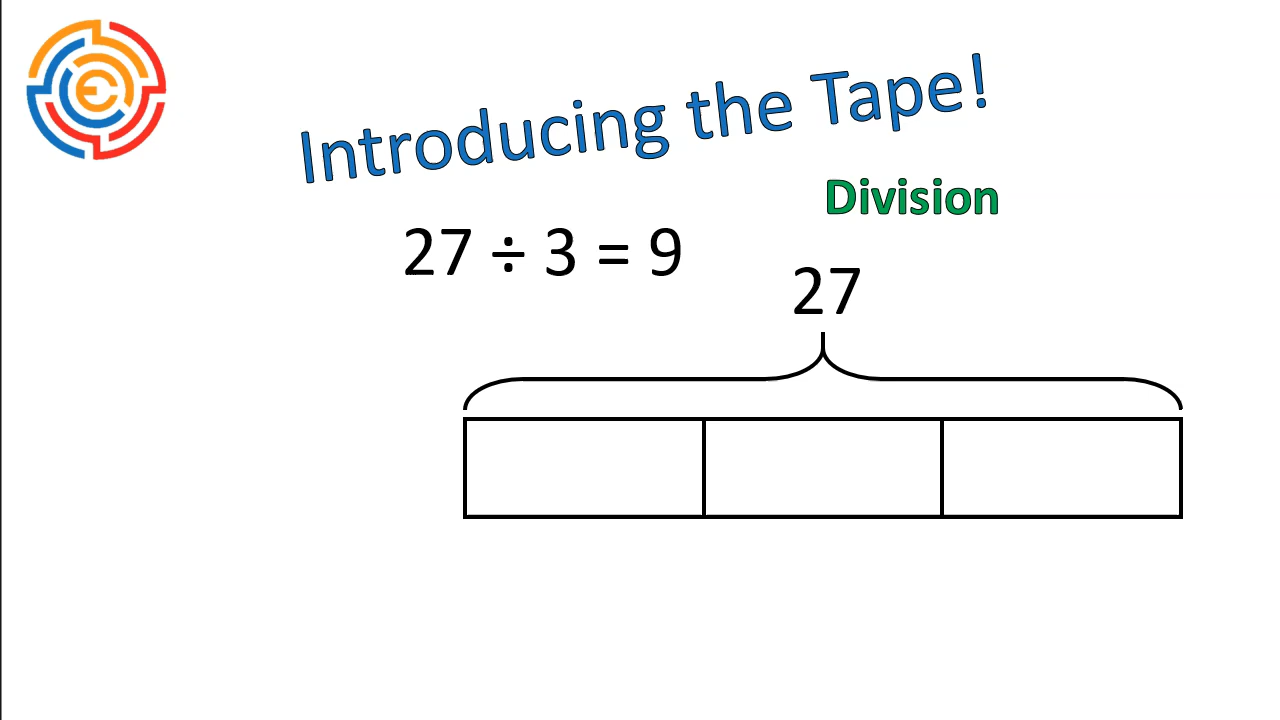 Introducing the Tape!
Division
27 ÷ 3 = 9
27